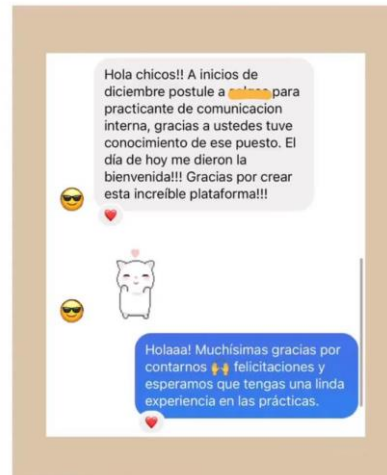 Hola chicos!! A inicios de
diciembre postule a para
practicante de comunicacion
interna, gracias a ustedes tuve
conocimiento de ese puesto. El
día de hoy me dieron la
bienvenida!!! Gracias por crear
esta increíble plataforma!!!
Holaaa! Muchísimas gracias por
contarnos 🙌 felicitaciones y
esperamos que tengas una linda
experiencia en las prácticas.